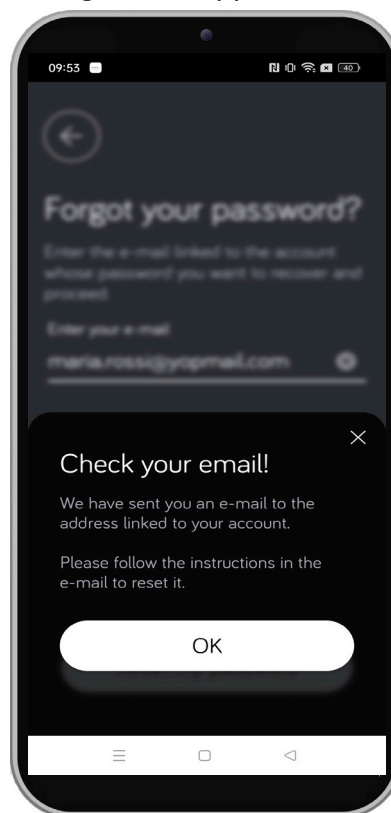 09:53
40
Forgot your password?
Enter the e-mail linked to the account
whose password you want to recover and
proceed.
Enter your e-mail
maria.rossi@yopmail.com
Check your email!
We have sent you an e-mail to the
address linked to your account.
Please follow the instructions in the
e-mail to reset it.
OK